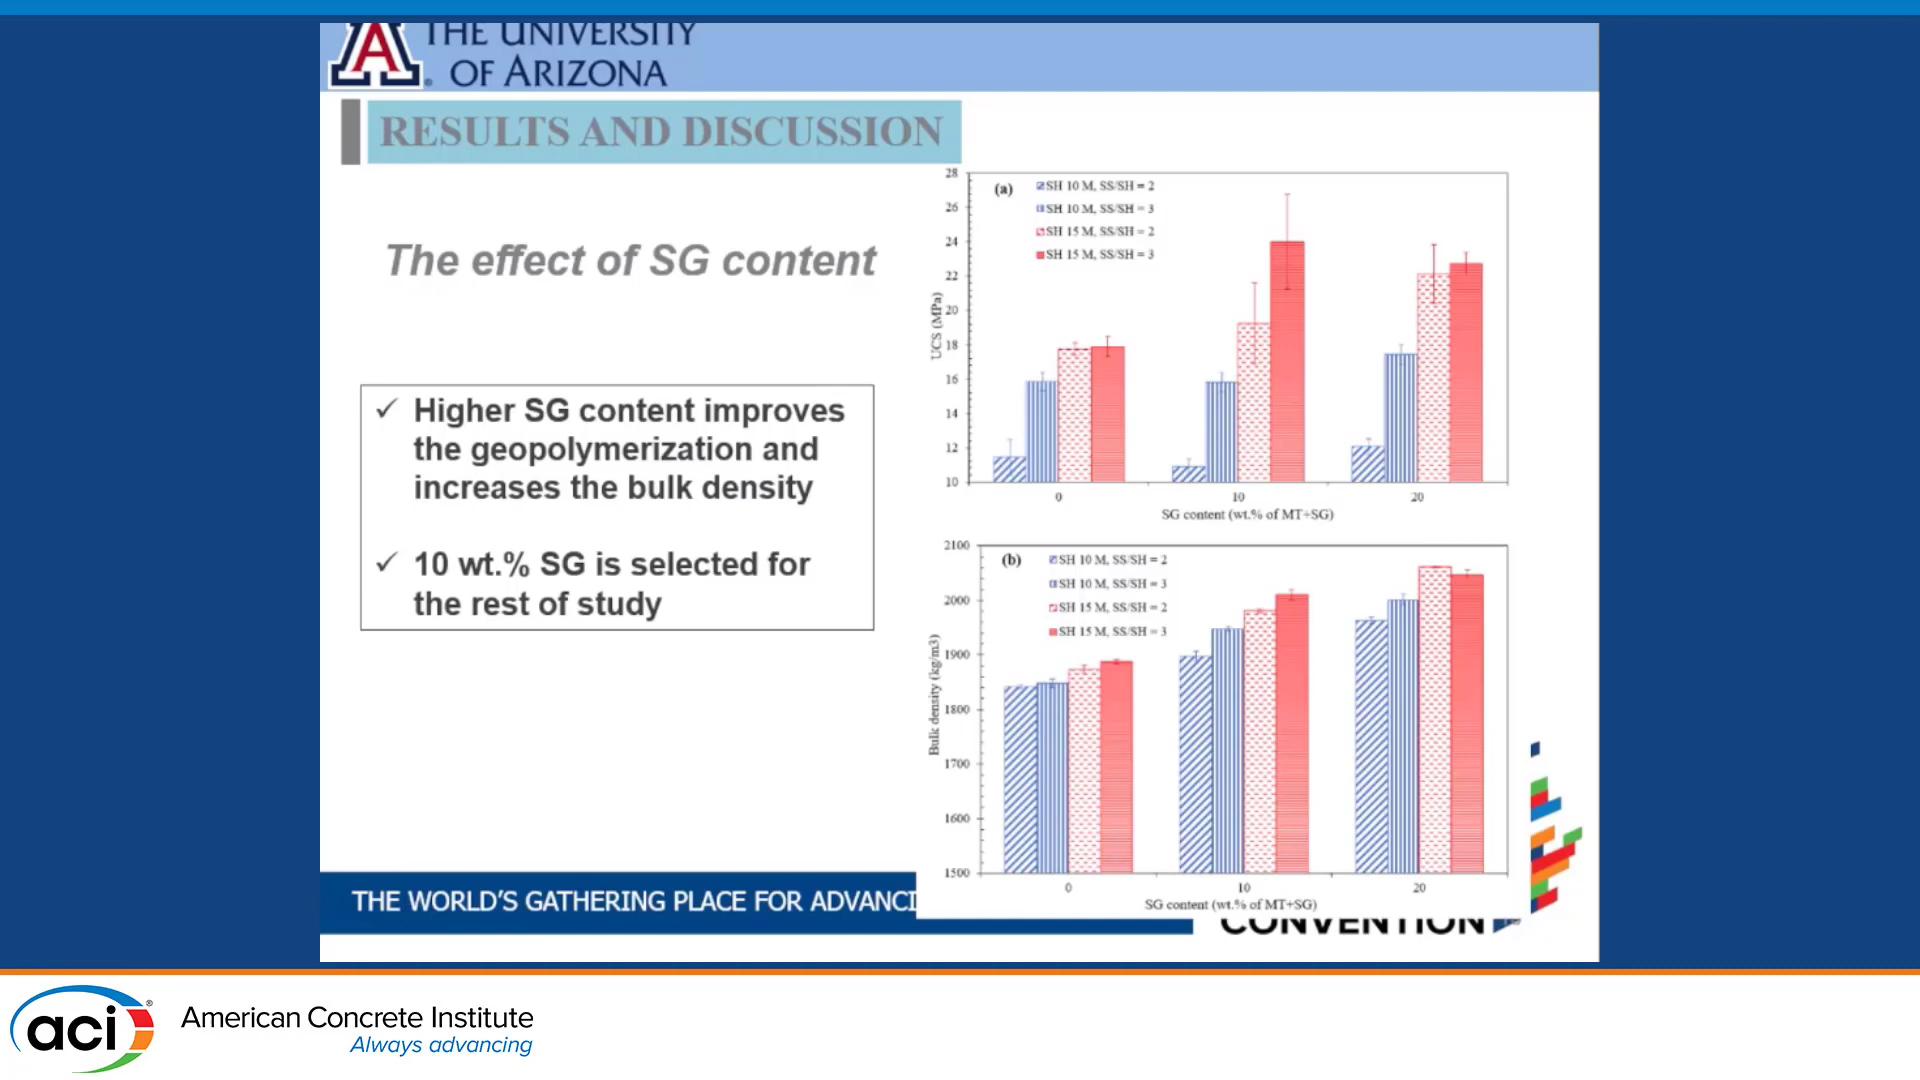 THE UNIVERSITY
OF ARIZONA
RESULTS AND DISCUSSION
The effect of SG content
✓ Higher SG content improves
the geopolymerization and
increases the bulk density
✓ 10 wt.% SG is selected for
the rest of study
(a)
SH 10 M, SS/SH = 2
SH 10 M, SS/SH = 3
SH 15 M, SS/SH = 2
SH 15 M, SS/SH = 3
UCS (MPa)
28
26
24
22
20
18
16
14
12
10
0 10 20
SG content (wt.% of MT+SG)
(b)
SH 10 M, SS/SH = 2
SH 10 M, SS/SH = 3
SH 15 M, SS/SH = 2
SH 15 M, SS/SH = 3
Bulk density (kg/m3)
2100
2000
1900
1800
1700
1600
1500
0 10 20
SG content (wt.% of MT+SG)
THE WORLD'S GATHERING PLACE FOR ADVANCI
CONVENTION
aci®
American Concrete Institute
Always advancing